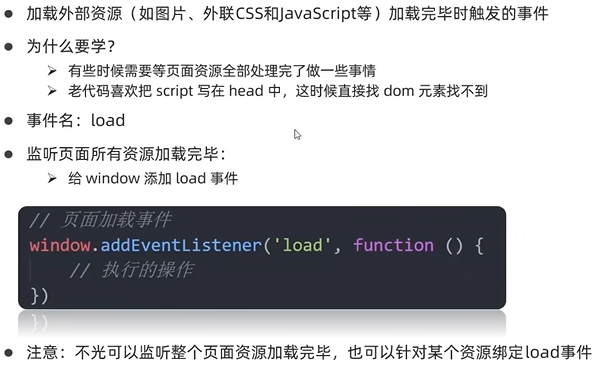 加载外部资源（如图片、外联CSS和JavaScript等）加载完毕时触发的事件
为什么要学？
有些时候需要等页面资源全部处理完了做一些事情
老代码喜欢把 script 写在 head 中，这时候直接找 dom 元素找不到
事件名：load
监听页面所有资源加载完毕：
给 window 添加 load 事件
// 页面加载事件
window.addEventListener('load', function () {
// 执行的操作
})
注意：不光可以监听整个页面资源加载完毕，也可以针对某个资源绑定load事件